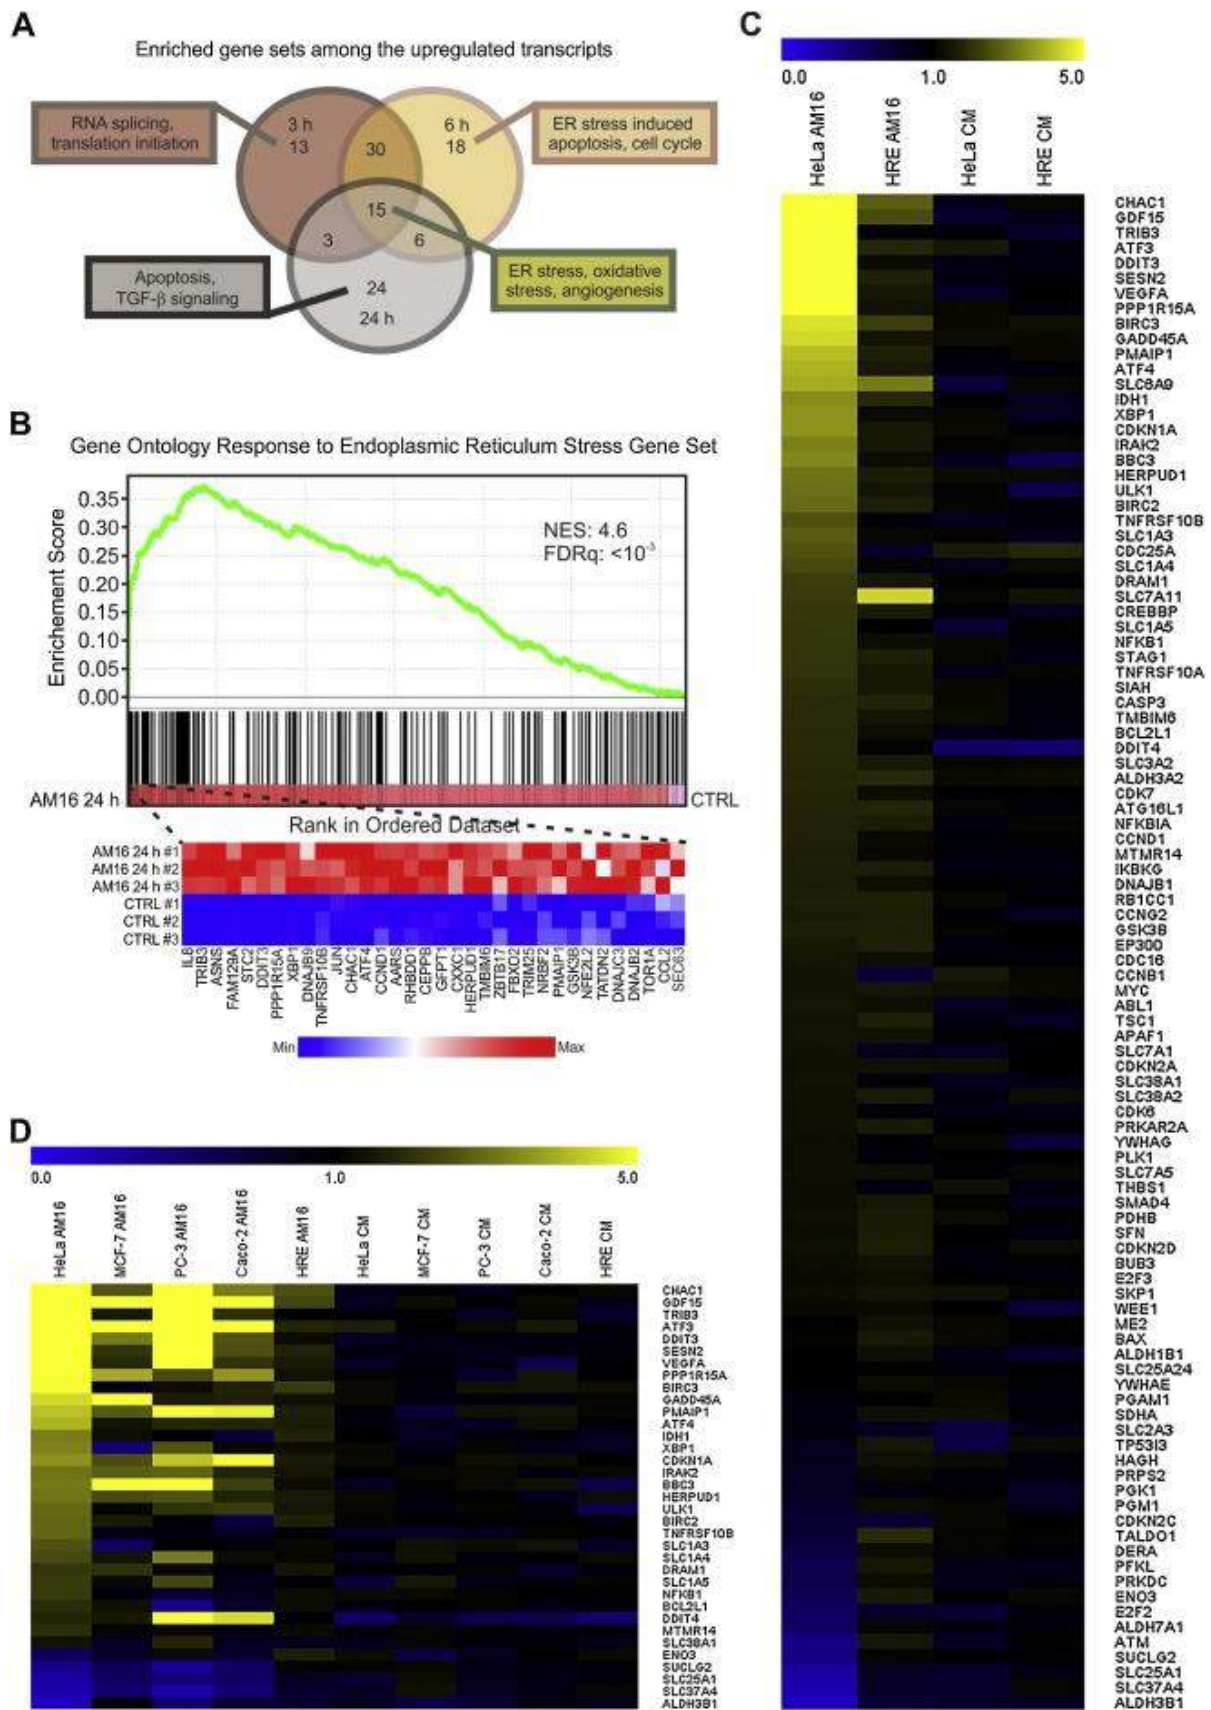 A
Enriched gene sets among the upregulated transcripts
RNA splicing,
translation initiation
3 h
13
30
6 h
18
ER stress induced
apoptosis, cell cycle
15
3
6
Apoptosis,
TGF-β signaling
24
24 h
ER stress, oxidative
stress, angiogenesis
B
Gene Ontology Response to Endoplasmic Reticulum Stress Gene Set
Enrichement Score
0.35
0.30
0.25
0.20
0.15
0.10
0.05
0.00
NES: 4.6
FDRq: <10⁻³
AM16 24 h
CTRL
Rank in Ordered Dataset
AM16 24 h #1
AM16 24 h #2
AM16 24 h #3
CTRL #1
CTRL #2
CTRL #3
IL8
TRIB3
ASNS
FAM129A
STC2
DDIT3
PPP1R15A
XBP1
DNAJB9
TNFRSF10B
JUN
CHAC1
ATF4
CCND1
AARS
RHBDD1
CEPPB
GFPT1
CXXC1
HERPUD1
TMBIM6
ZBTB17
FBXO2
TRIM25
NRBF2
PMAIP1
GSK3B
NFE2L2
TATDN2
DNAJC3
DNAJB2
TOR1A
CCL2
SEC63
Min
Max
C
0.0
1.0
5.0
HeLa AM16
HRE AM16
HeLa CM
HRE CM
CHAC1
GDF15
TRIB3
ATF3
DDIT3
SESN2
VEGFA
PPP1R15A
BIRC3
GADD45A
PMAIP1
ATF4
SLC6A9
IDH1
XBP1
CDKN1A
IRAK2
BBC3
HERPUD1
ULK1
BIRC2
TNFRSF10B
SLC1A3
CDC25A
SLC1A4
DRAM1
SLC7A11
CREBBP
SLC1A5
NFKB1
STAG1
TNFRSF10A
SIAH
CASP3
TMBIM6
BCL2L1
DDIT4
SLC3A2
ALDH3A2
CDK7
ATG16L1
NFKBIA
CCND1
MTMR14
IKBKG
DNAJB1
RB1CC1
CCNG2
GSK3B
EP300
CDC16
CCNB1
MYC
ABL1
TSC1
APAF1
SLC7A1
CDKN2A
SLC38A1
SLC38A2
CDK6
PRKAR2A
YWHAG
PLK1
SLC7A5
THBS1
SMAD4
PDHB
SFN
CDKN2D
BUB3
E2F3
SKP1
WEE1
ME2
BAX
ALDH1B1
SLC25A24
YWHAE
PGAM1
SDHA
SLC2A3
TP53I3
HAGH
PRPS2
PGK1
PGM1
CDKN2C
TALDO1
DERA
PFKL
PRKDC
ENO3
E2F2
ALDH7A1
ATM
SUCLG2
SLC25A1
SLC37A4
ALDH3B1
D
0.0
1.0
5.0
HeLa AM16
MCF-7 AM16
PC-3 AM16
Caco-2 AM16
HRE AM16
HeLa CM
MCF-7 CM
PC-3 CM
Caco-2 CM
HRE CM
CHAC1
GDF15
TRIB3
ATF3
DDIT3
SESN2
VEGFA
PPP1R15A
BIRC3
GADD45A
PMAIP1
ATF4
IDH1
XBP1
CDKN1A
IRAK2
BBC3
HERPUD1
ULK1
BIRC2
TNFRSF10B
SLC1A3
SLC1A4
DRAM1
SLC1A5
NFKB1
BCL2L1
DDIT4
MTMR14
SLC38A1
ENO3
SUCLG2
SLC25A1
SLC37A4
ALDH3B1